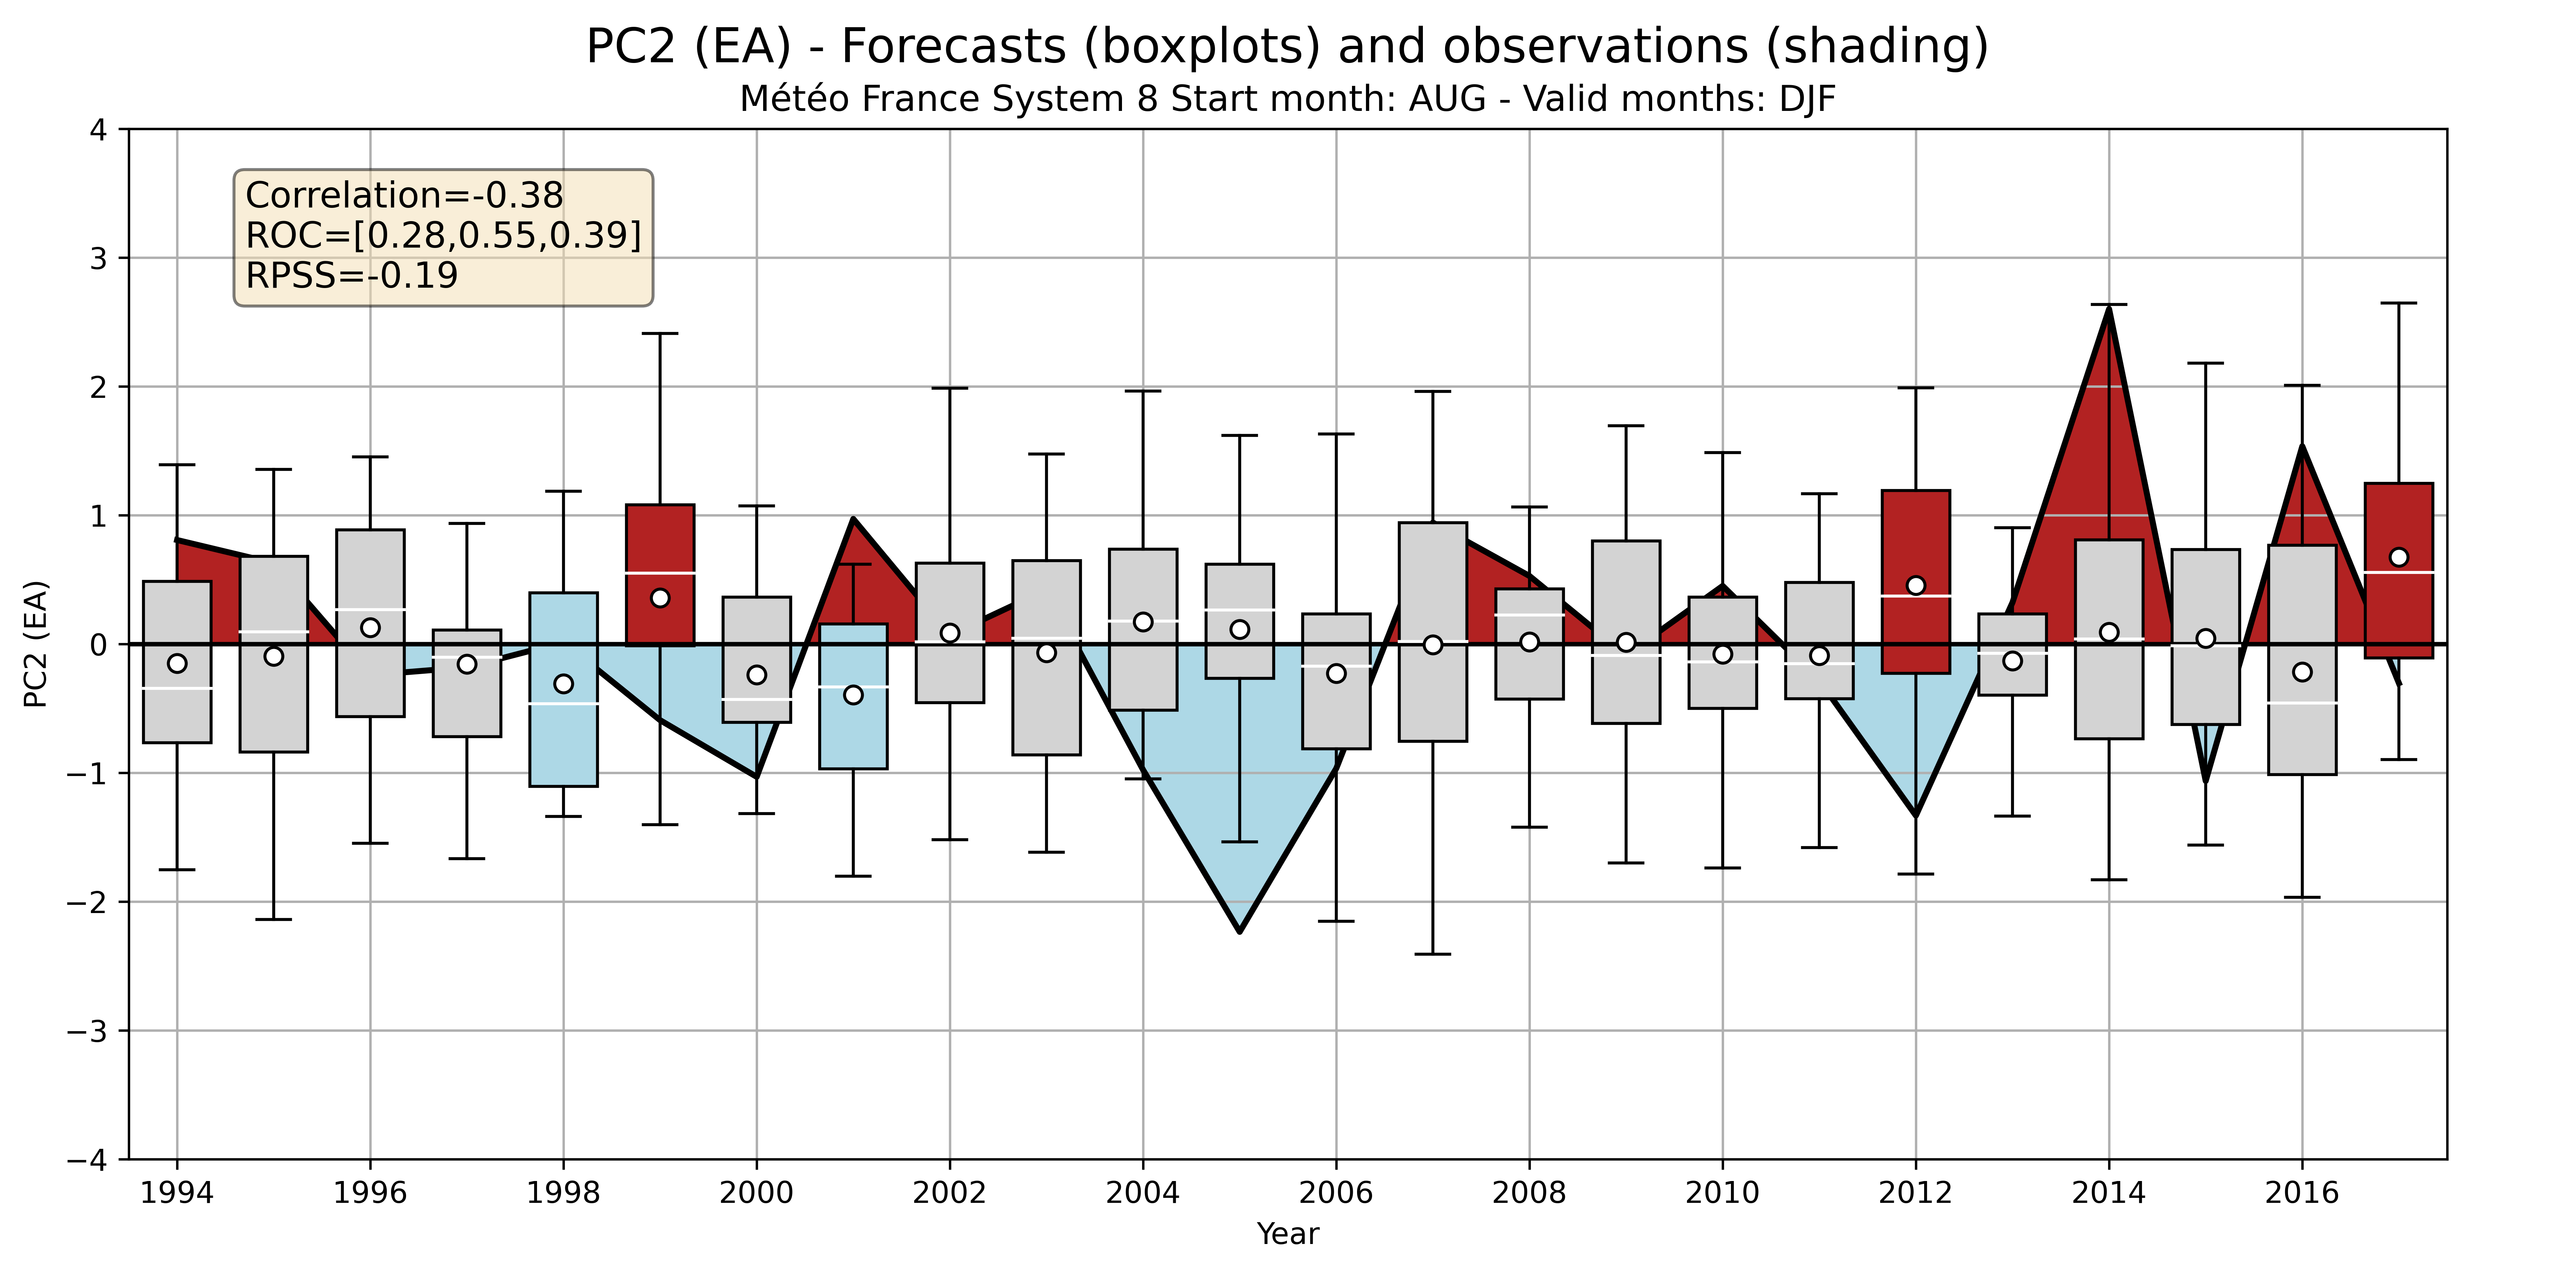 PC2 (EA) - Forecasts (boxplots) and observations (shading)
Météo France System 8 Start month: AUG - Valid months: DJF
Correlation=-0.38
ROC=[0.28,0.55,0.39]
RPSS=-0.19
PC2 (EA)
4
3
2
1
0
−1
−2
−3
−4
1994 1996 1998 2000 2002 2004 2006 2008 2010 2012 2014 2016
Year